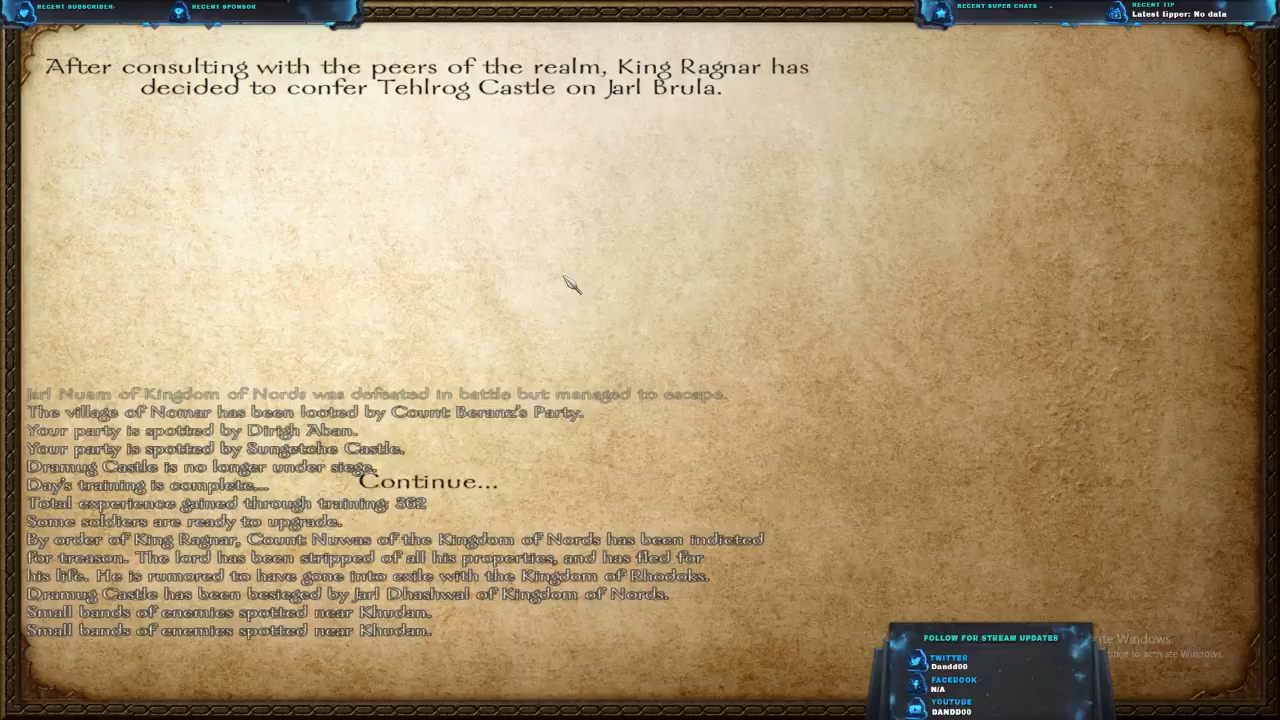 RECENT SUBSCRIBER
RECENT SPONSOR
RECENT SUPER CHATS
RECENT TIP
Latest tipper: No data
After consulting with the peers of the realm, King Ragnar has
decided to confer Tehlrog Castle on Jarl Brula.
Jarl Nuam of Kingdom of Nords was defeated in battle but managed to escape.
The village of Nomar has been looted by Count Beranz's Party.
Your party is spotted by Dirigh Aban.
Your party is spotted by Sungetche Castle.
Dramug Castle is no longer under siege.
Day's training is complete...
Continue...
Total experience gained through training: 362
Some soldiers are ready to upgrade.
By order of King Ragnar, Count Nuwas of the Kingdom of Nords has been indicted
for treason. The lord has been stripped of all his properties, and has fled for
his life. He is rumored to have gone into exile with the Kingdom of Rhodoks.
Dramug Castle has been besieged by Jarl Dhashwal of Kingdom of Nords.
Small bands of enemies spotted near Khudan.
Small bands of enemies spotted near Khudan.
FOLLOW FOR STREAM UPDATES
TWITTER
Dandd00
FACEBOOK
N/A
YOUTUBE
DANDD00
ate Windows
to activate Windows.